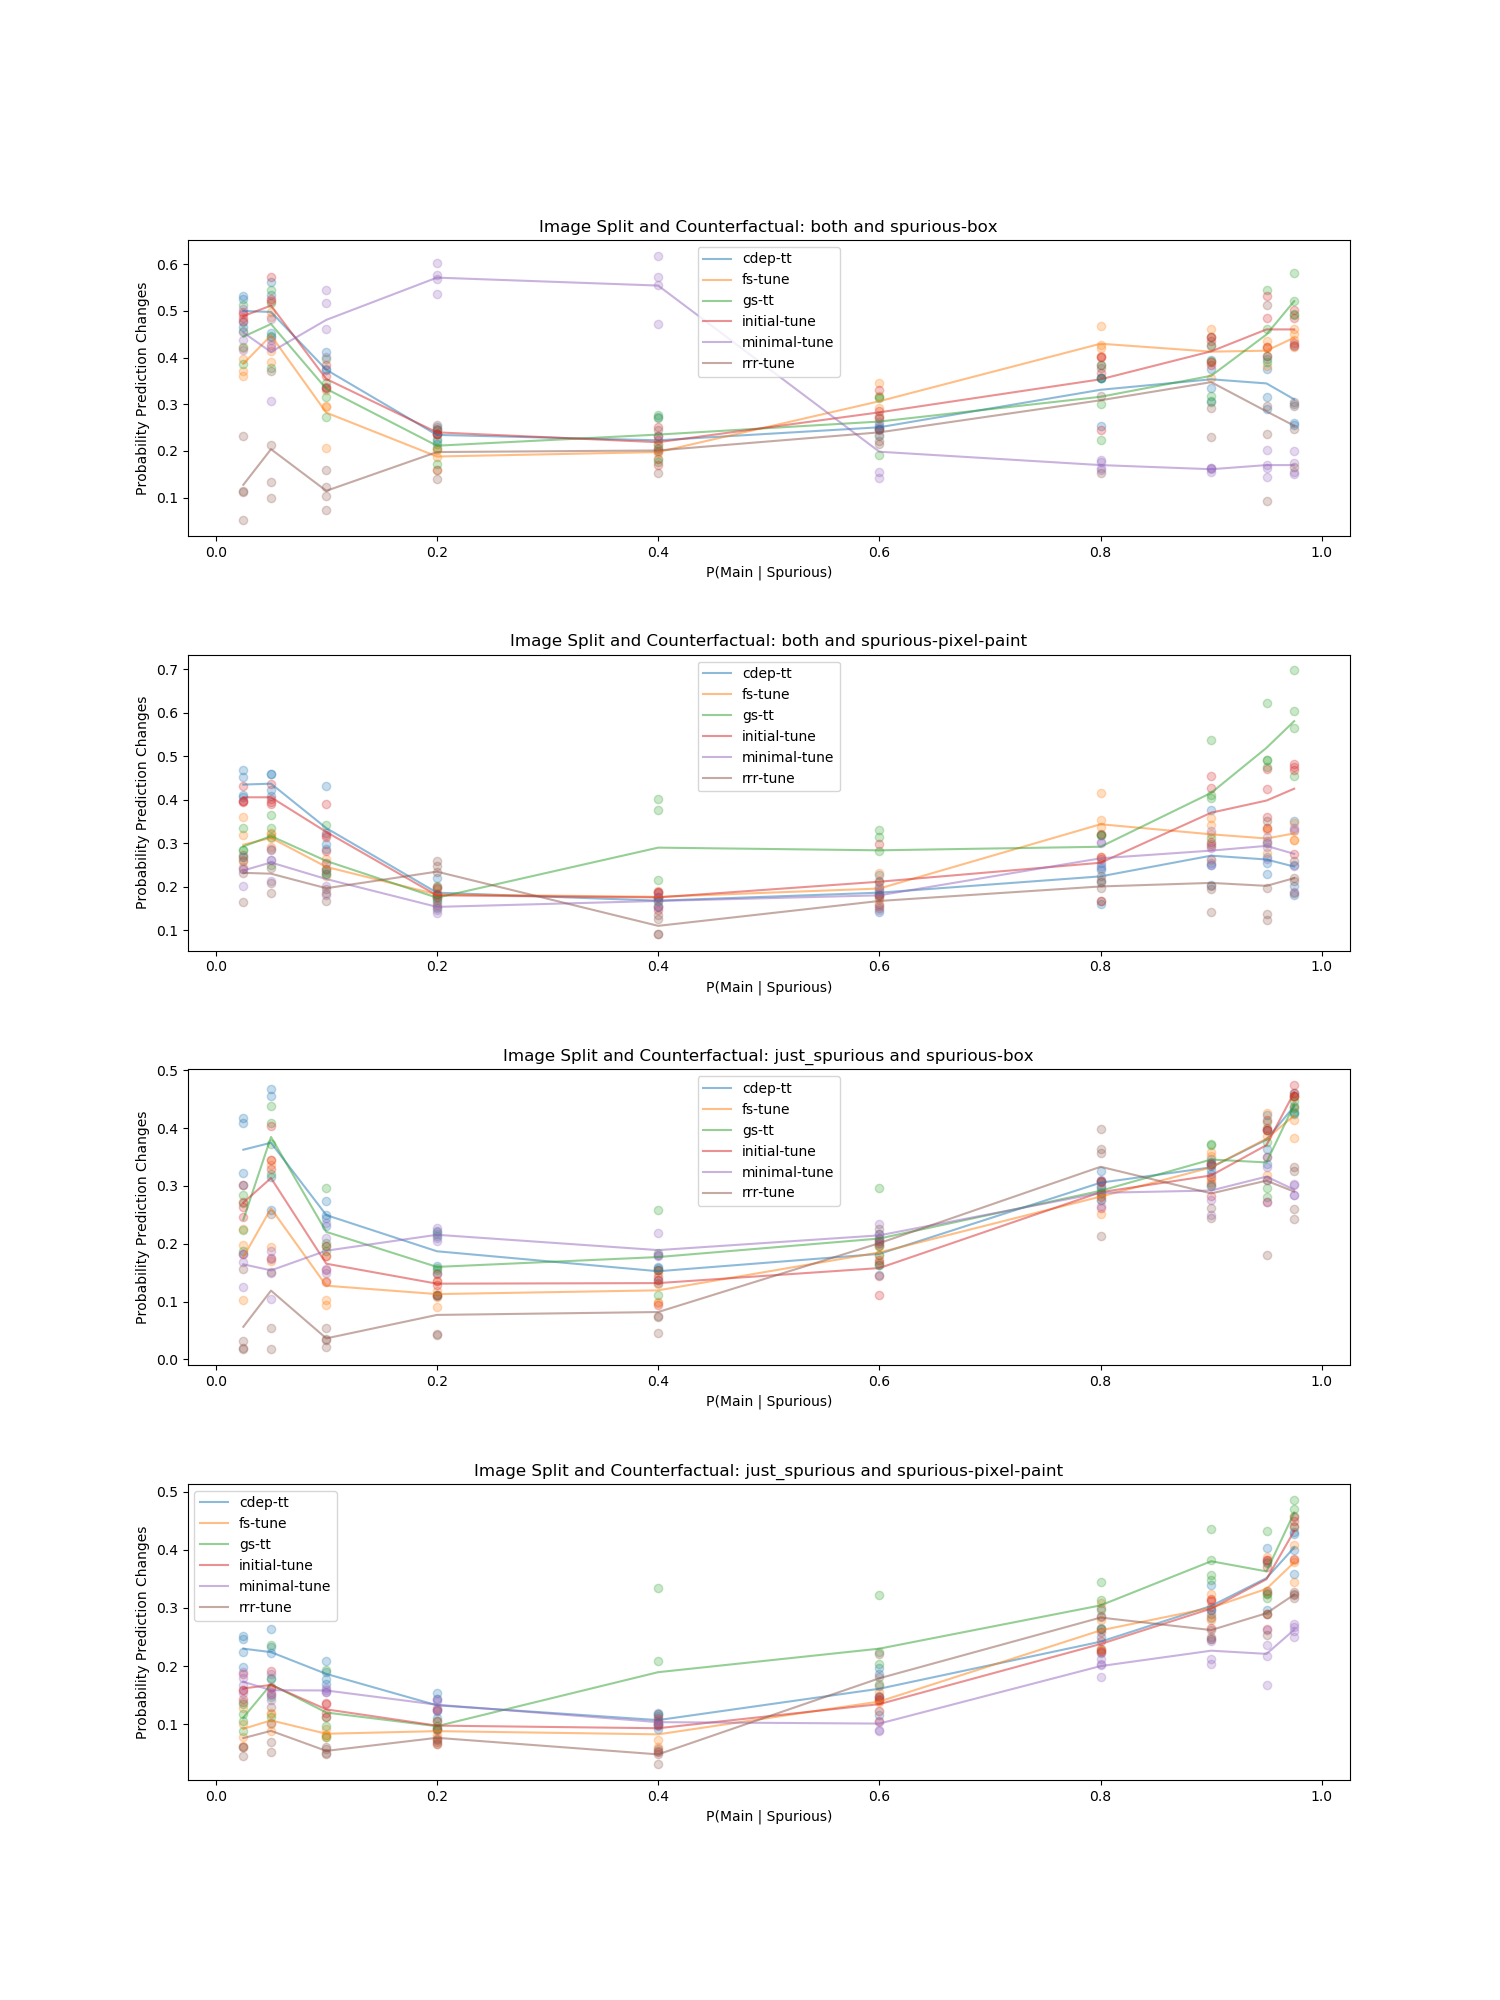 Image Split and Counterfactual: both and spurious-box
Probability Prediction Changes
0.6
0.5
0.4
0.3
0.2
0.1
cdep-tt
fs-tune
gs-tt
initial-tune
minimal-tune
rrr-tune
0.0 0.2 0.4 0.6 0.8 1.0
P(Main | Spurious)
Image Split and Counterfactual: both and spurious-pixel-paint
Probability Prediction Changes
0.7
0.6
0.5
0.4
0.3
0.2
0.1
cdep-tt
fs-tune
gs-tt
initial-tune
minimal-tune
rrr-tune
0.0 0.2 0.4 0.6 0.8 1.0
P(Main | Spurious)
Image Split and Counterfactual: just_spurious and spurious-box
Probability Prediction Changes
0.5
0.4
0.3
0.2
0.1
0.0
cdep-tt
fs-tune
gs-tt
initial-tune
minimal-tune
rrr-tune
0.0 0.2 0.4 0.6 0.8 1.0
P(Main | Spurious)
Image Split and Counterfactual: just_spurious and spurious-pixel-paint
Probability Prediction Changes
0.5
0.4
0.3
0.2
0.1
cdep-tt
fs-tune
gs-tt
initial-tune
minimal-tune
rrr-tune
0.0 0.2 0.4 0.6 0.8 1.0
P(Main | Spurious)